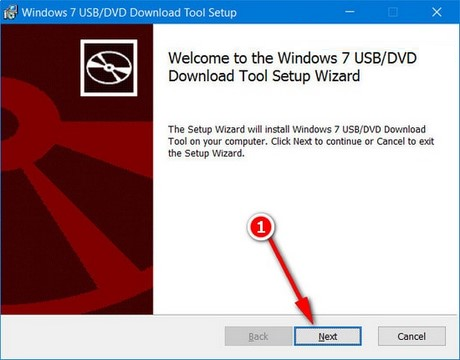 Windows 7 USB/DVD Download Tool Setup
Welcome to the Windows 7 USB/DVD
Download Tool Setup Wizard
The Setup Wizard will install Windows 7 USB/DVD Download
Tool on your computer. Click Next to continue or Cancel to exit
the Setup Wizard.
1
Back Next Cancel